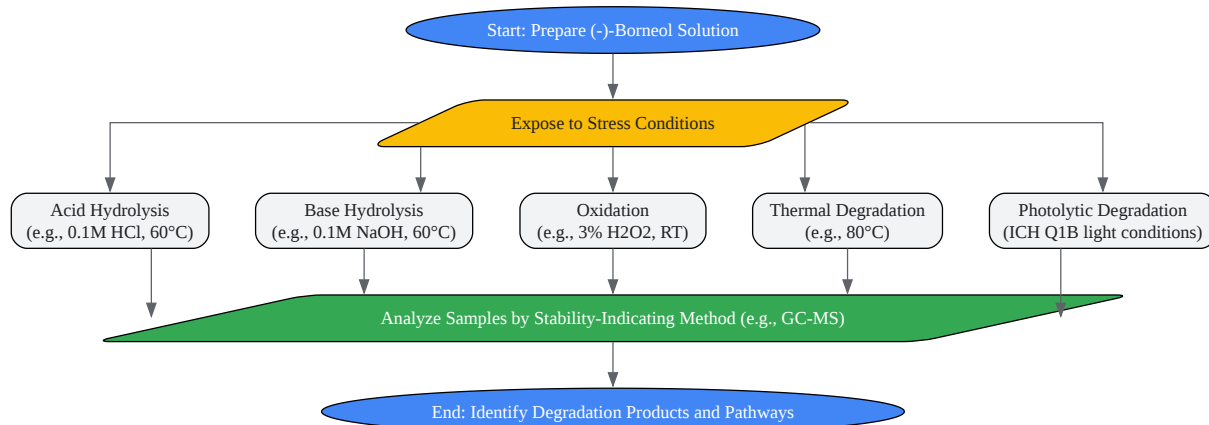 Start: Prepare (-)-Borneol Solution
Expose to Stress Conditions
Acid Hydrolysis
(e.g., 0.1M HCl, 60°C)
Base Hydrolysis
(e.g., 0.1M NaOH, 60°C)
Oxidation
(e.g., 3% H2O2, RT)
Thermal Degradation
(e.g., 80°C)
Photolytic Degradation
(ICH Q1B light conditions)
Analyze Samples by Stability-Indicating Method (e.g., GC-MS)
End: Identify Degradation Products and Pathways